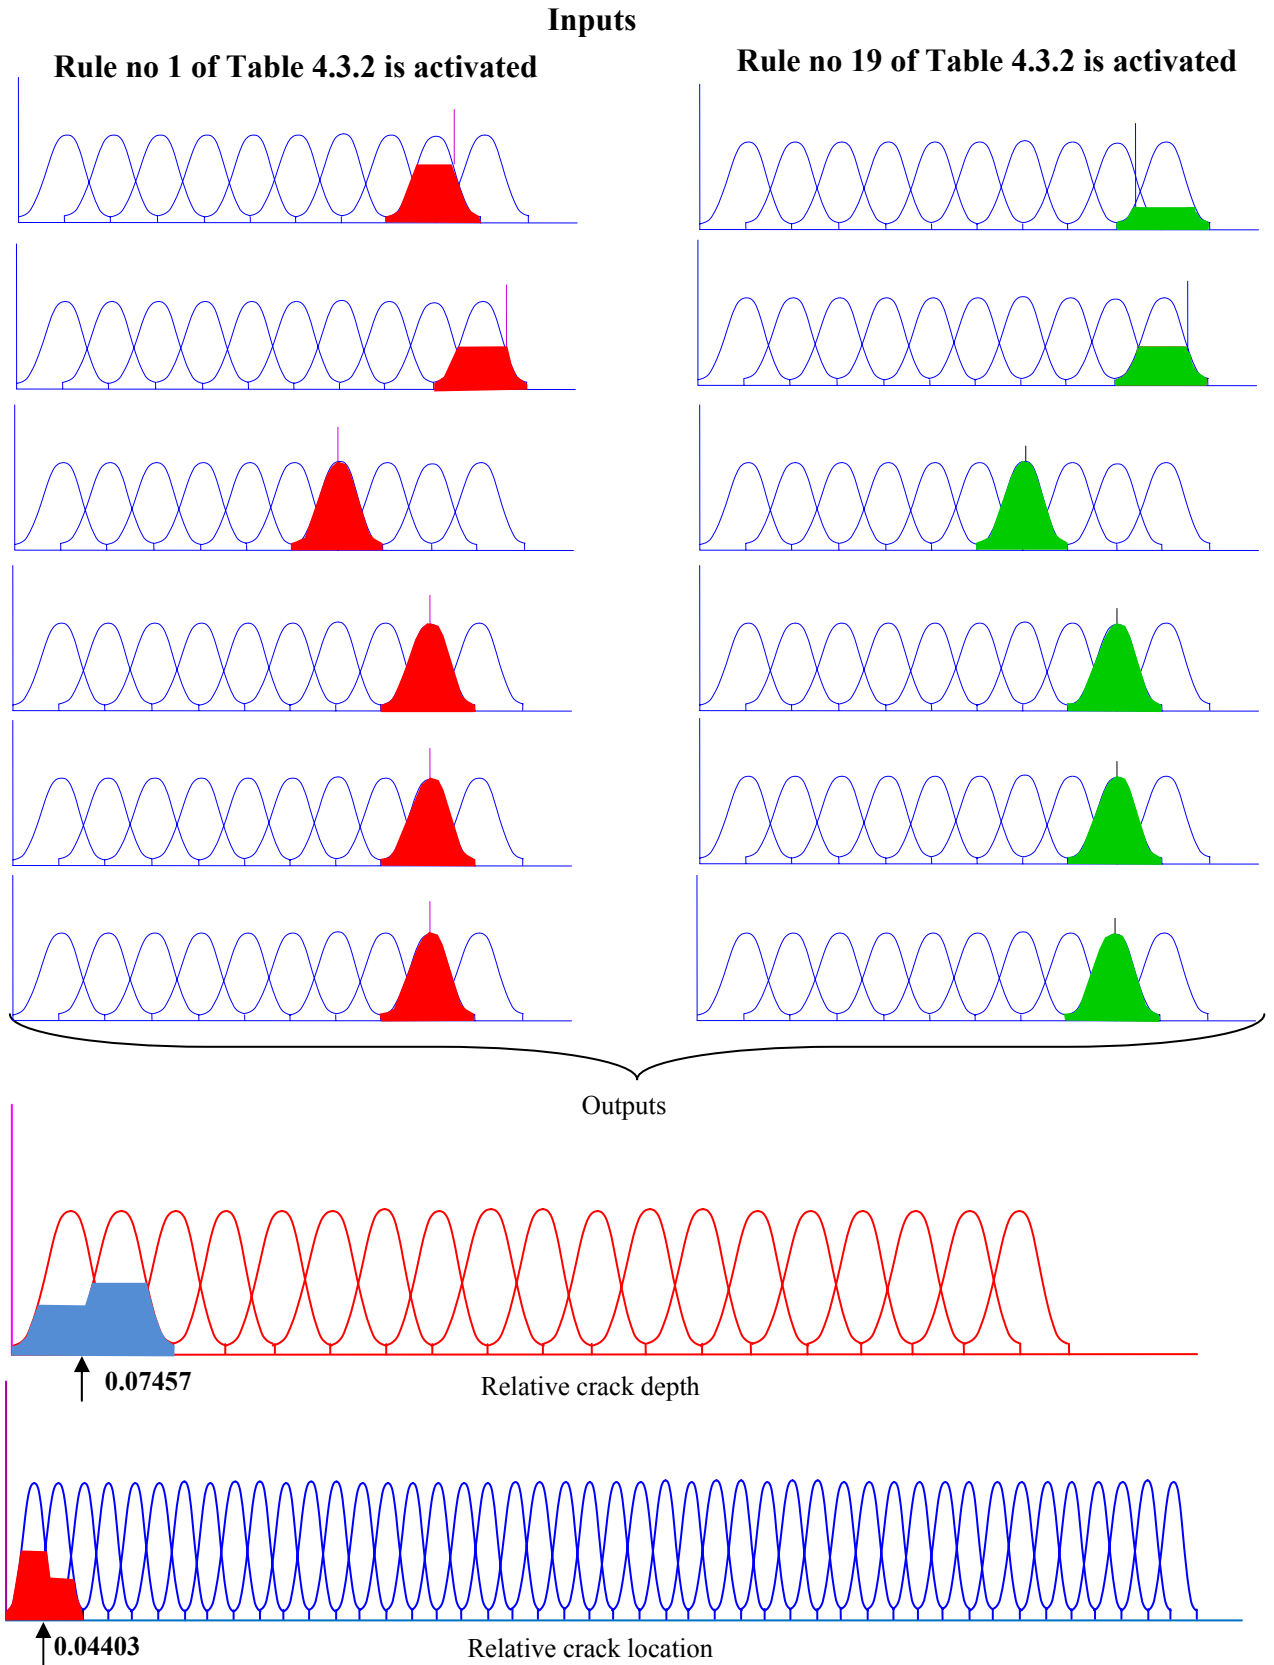 Inputs
Rule no 1 of Table 4.3.2 is activated
Rule no 19 of Table 4.3.2 is activated
Outputs
0.07457
Relative crack depth
0.04403
Relative crack location